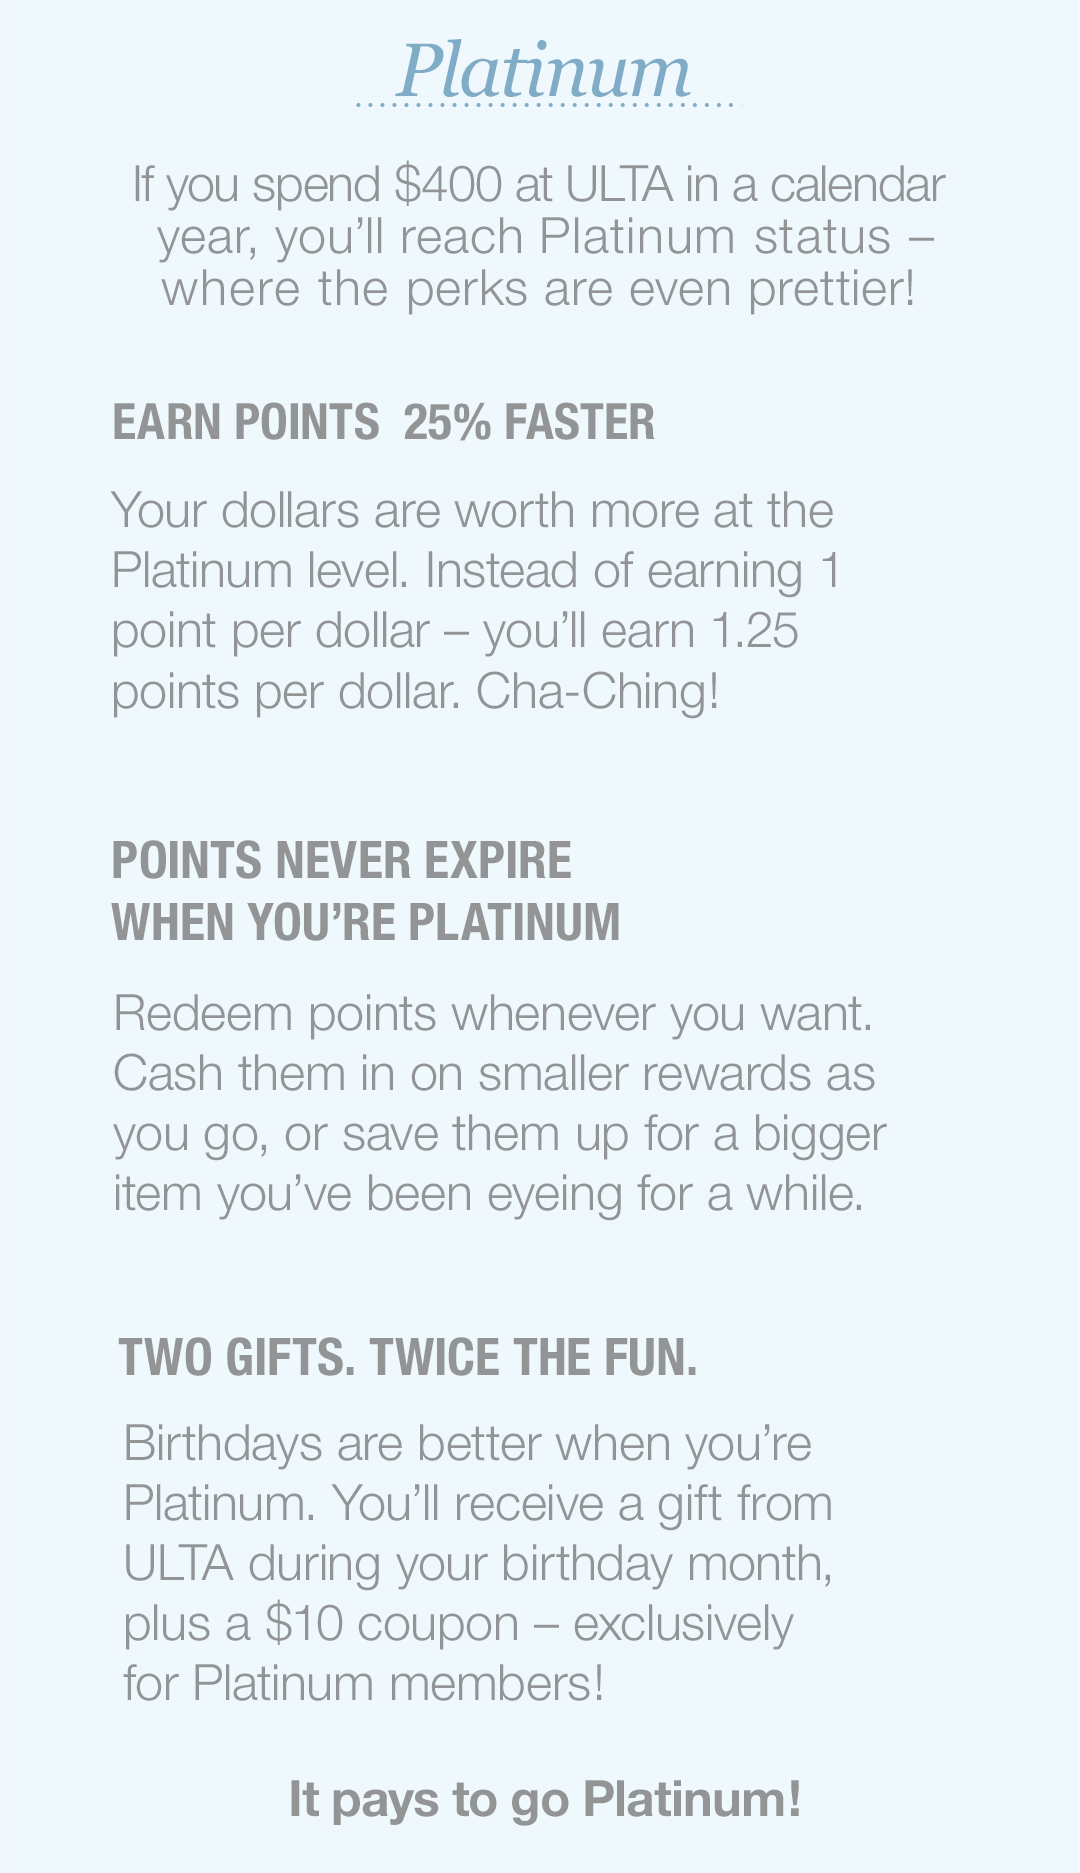 Platinum
If you spend $400 at ULTA in a calendar
year, you’ll reach Platinum status –
where the perks are even prettier!
EARN POINTS  25% FASTER
Your dollars are worth more at the
Platinum level. Instead of earning 1
point per dollar – you’ll earn 1.25
points per dollar. Cha-Ching!
POINTS NEVER EXPIRE
WHEN YOU’RE PLATINUM
Redeem points whenever you want.
Cash them in on smaller rewards as
you go, or save them up for a bigger
item you’ve been eyeing for a while.
TWO GIFTS. TWICE THE FUN.
Birthdays are better when you’re
Platinum. You’ll receive a gift from
ULTA during your birthday month,
plus a $10 coupon – exclusively
for Platinum members!
It pays to go Platinum!